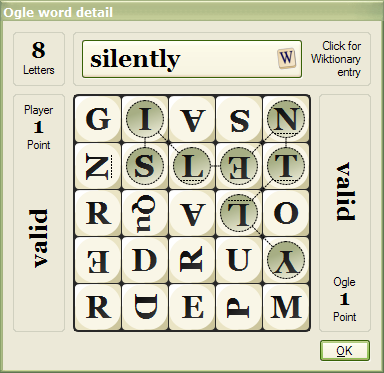 Ogle word detail
8
Letters
silently
W
Click for
Wiktionary
entry
Player
1
Point
valid
G I A S N
Z S L E T
R Qu A L O
E D R U Y
R D E P M
valid
Ogle
1
Point
OK